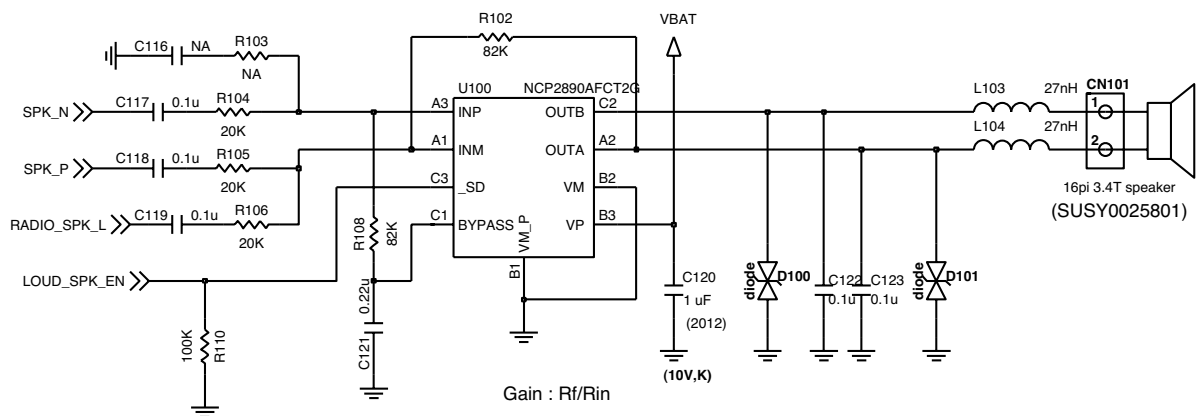 R102
82K
VBAT
C116
NA
R103
NA
U100
NCP2890AFCT2G
L103
27nH
CN101
SPK_N
C117
0.1u
R104
20K
A3
INP
OUTB
C2
1
L104
27nH
SPK_P
C118
0.1u
R105
20K
A1
INM
OUTA
A2
2
C3
_SD
VM
B2
16pi 3.4T speaker
(SUSY0025801)
RADIO_SPK_L
C119
0.1u
R106
20K
R108
82K
C1
BYPASS
VM_P
VP
B3
B1
LOUD_SPK_EN
100K
R110
0.22u
C121
C120
1 uF
(2012)
(10V,K)
diode
D100
C122
0.1u
C123
0.1u
diode
D101
Gain : Rf/Rin